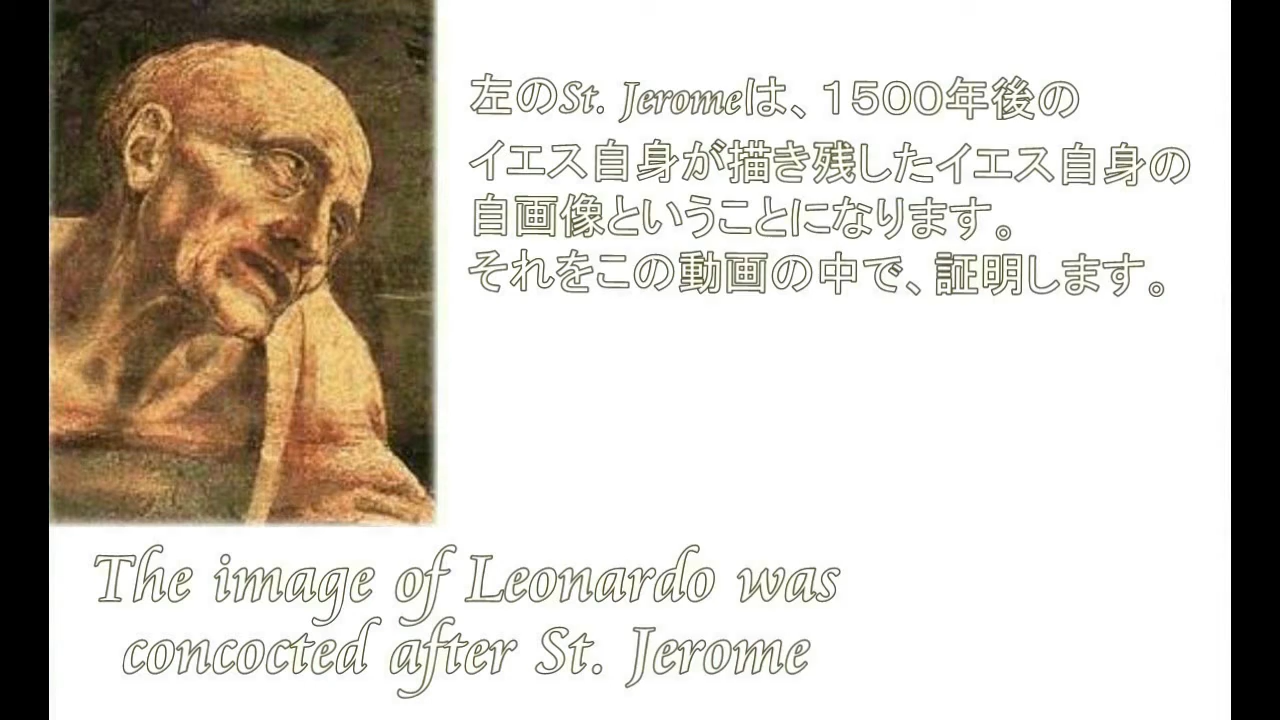 左のSt. Jeromeは、１５００年後の
イエス自身が描き残したイエス自身の
自画像ということになります。
それをこの動画の中で、証明します。
The image of Leonardo was
concocted after St. Jerome